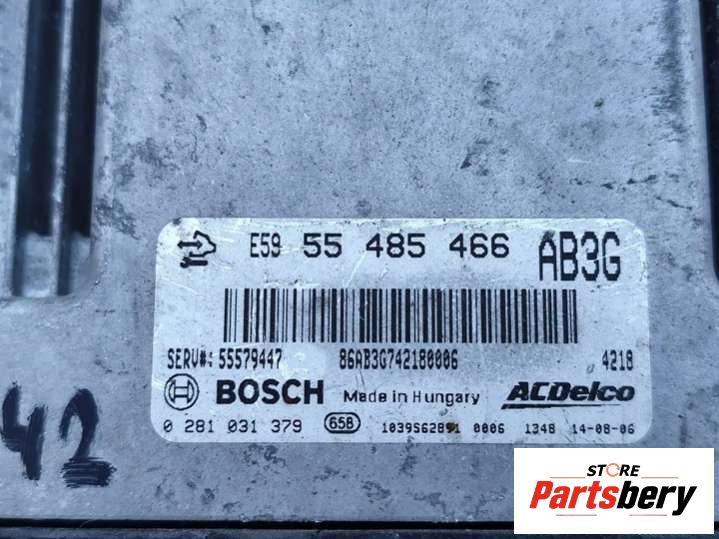 E59 55 485 466 AB3G
SERV#: 55579447 86AB3G742180006 4218
BOSCH Made in Hungary ACDelco
0 281 031 379 658 1039S62891 0006 1348 14-08-06
42
STORE
Partsbery